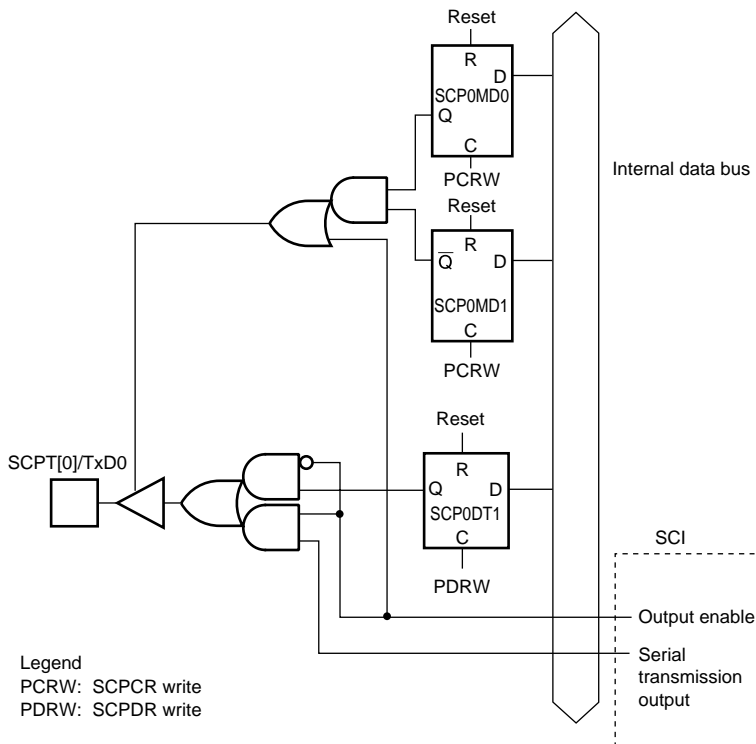 Reset
R
D
SCP0MD0
Q
C
PCRW
Internal data bus
Reset
R
Q
D
SCP0MD1
C
PCRW
Reset
SCPT[0]/TxD0
R
Q
D
SCP0DT1
C
SCI
PDRW
Output enable
Serial
transmission
output
Legend
PCRW: SCPCR write
PDRW: SCPDR write